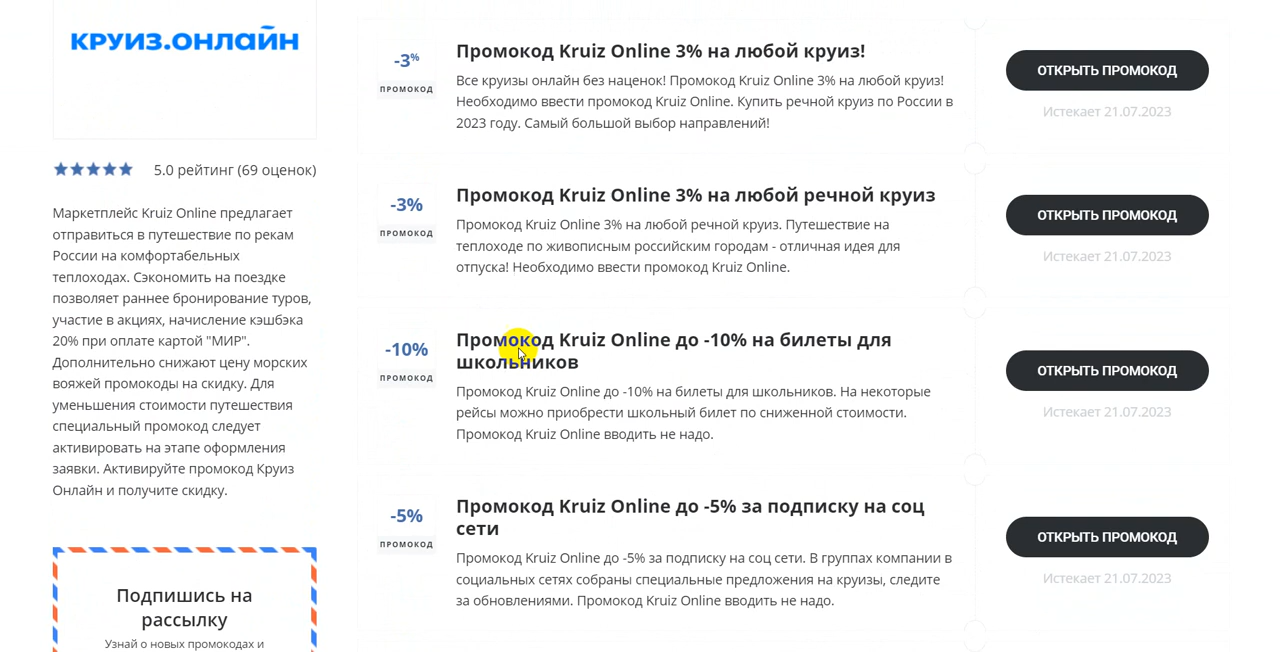 КРУИЗ.ОНЛАЙН
5.0 рейтинг (69 оценок)
Маркетплейс Kruiz Online предлагает
отправиться в путешествие по рекам
России на комфортабельных
теплоходах. Сэкономить на поездке
позволяет раннее бронирование туров,
участие в акциях, начисление кэшбэка
20% при оплате картой "МИР".
Дополнительно снижают цену морских
вояжей промокоды на скидку. Для
уменьшения стоимости путешествия
специальный промокод следует
активировать на этапе оформления
заявки. Активируйте промокод Круиз
Онлайн и получите скидку.
Подпишись на
рассылку
Узнай о новых промокодах и
-3%
ПРОМОКОД
Промокод Kruiz Online 3% на любой круиз!
Все круизы онлайн без наценок! Промокод Kruiz Online 3% на любой круиз!
Необходимо ввести промокод Kruiz Online. Купить речной круиз по России в
2023 году. Самый большой выбор направлений!
ОТКРЫТЬ ПРОМОКОД
Истекает 21.07.2023
-3%
ПРОМОКОД
Промокод Kruiz Online 3% на любой речной круиз
Промокод Kruiz Online 3% на любой речной круиз. Путешествие на
теплоходе по живописным российским городам - отличная идея для
отпуска! Необходимо ввести промокод Kruiz Online.
ОТКРЫТЬ ПРОМОКОД
Истекает 21.07.2023
-10%
ПРОМОКОД
Промокод Kruiz Online до -10% на билеты для
школьников
Промокод Kruiz Online до -10% на билеты для школьников. На некоторые
рейсы можно приобрести школьный билет по сниженной стоимости.
Промокод Kruiz Online вводить не надо.
ОТКРЫТЬ ПРОМОКОД
Истекает 21.07.2023
-5%
ПРОМОКОД
Промокод Kruiz Online до -5% за подписку на соц
сети
Промокод Kruiz Online до -5% за подписку на соц сети. В группах компании в
социальных сетях собраны специальные предложения на круизы, следите
за обновлениями. Промокод Kruiz Online вводить не надо.
ОТКРЫТЬ ПРОМОКОД
Истекает 21.07.2023